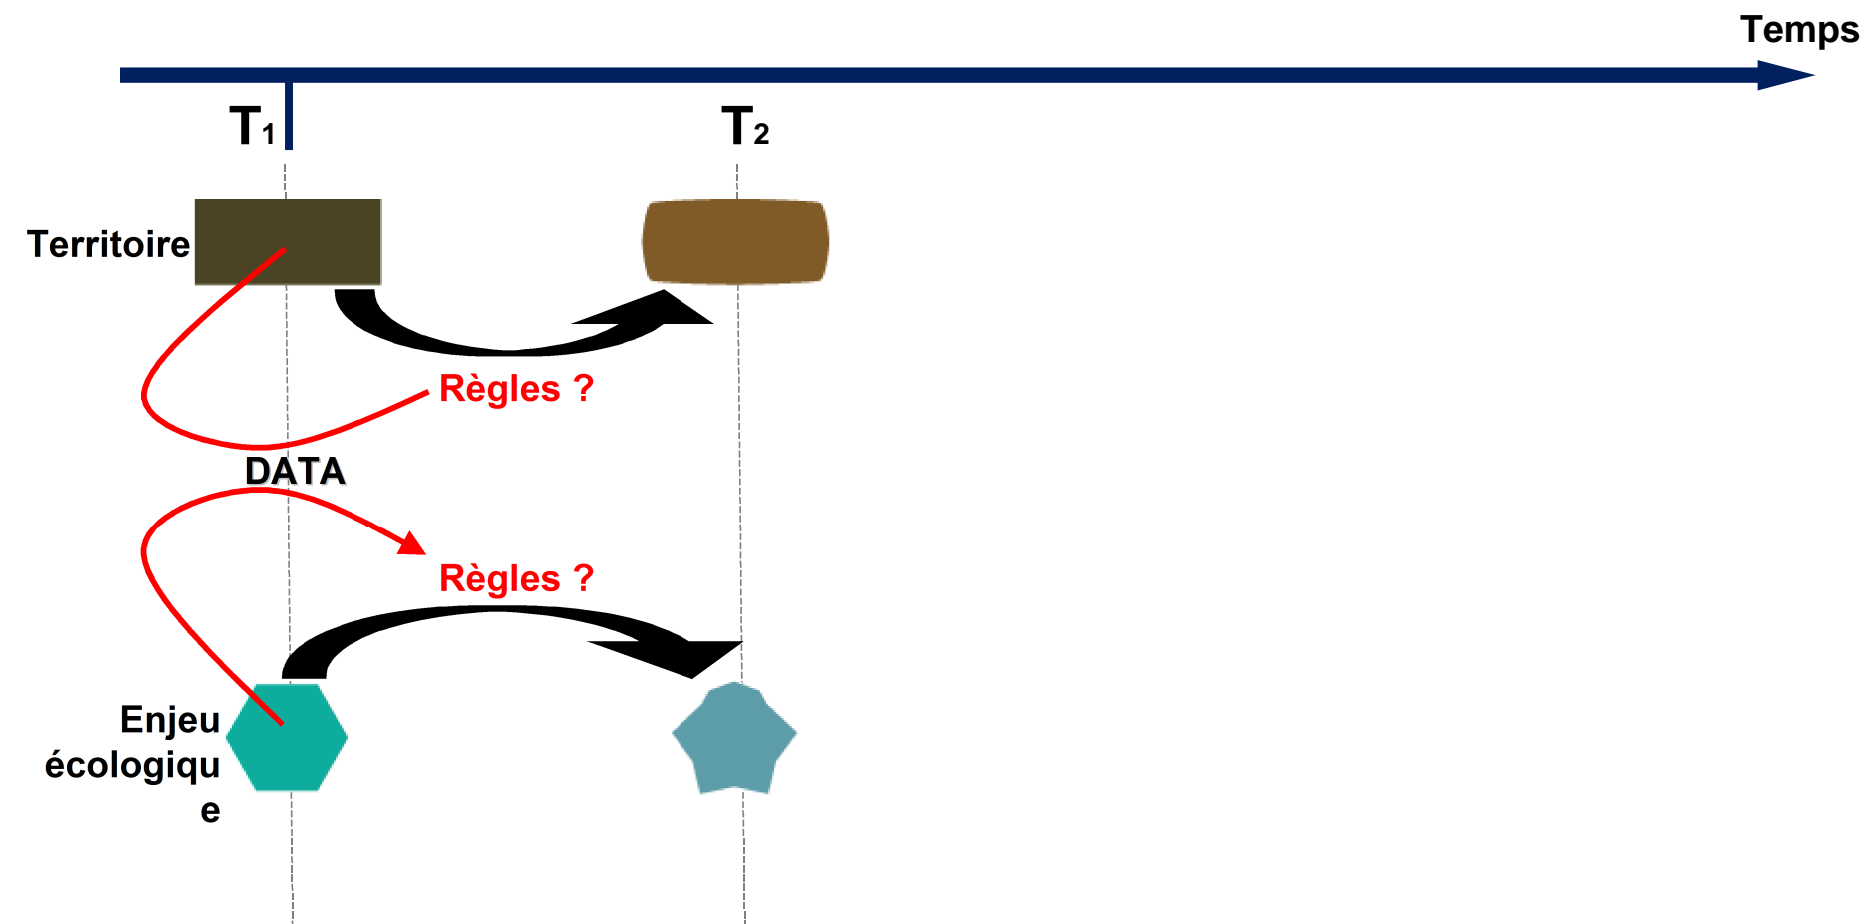 Temps
T1
T2
Territoire
Règles ?
DATA
Règles ?
Enjeu
écologiqu
e